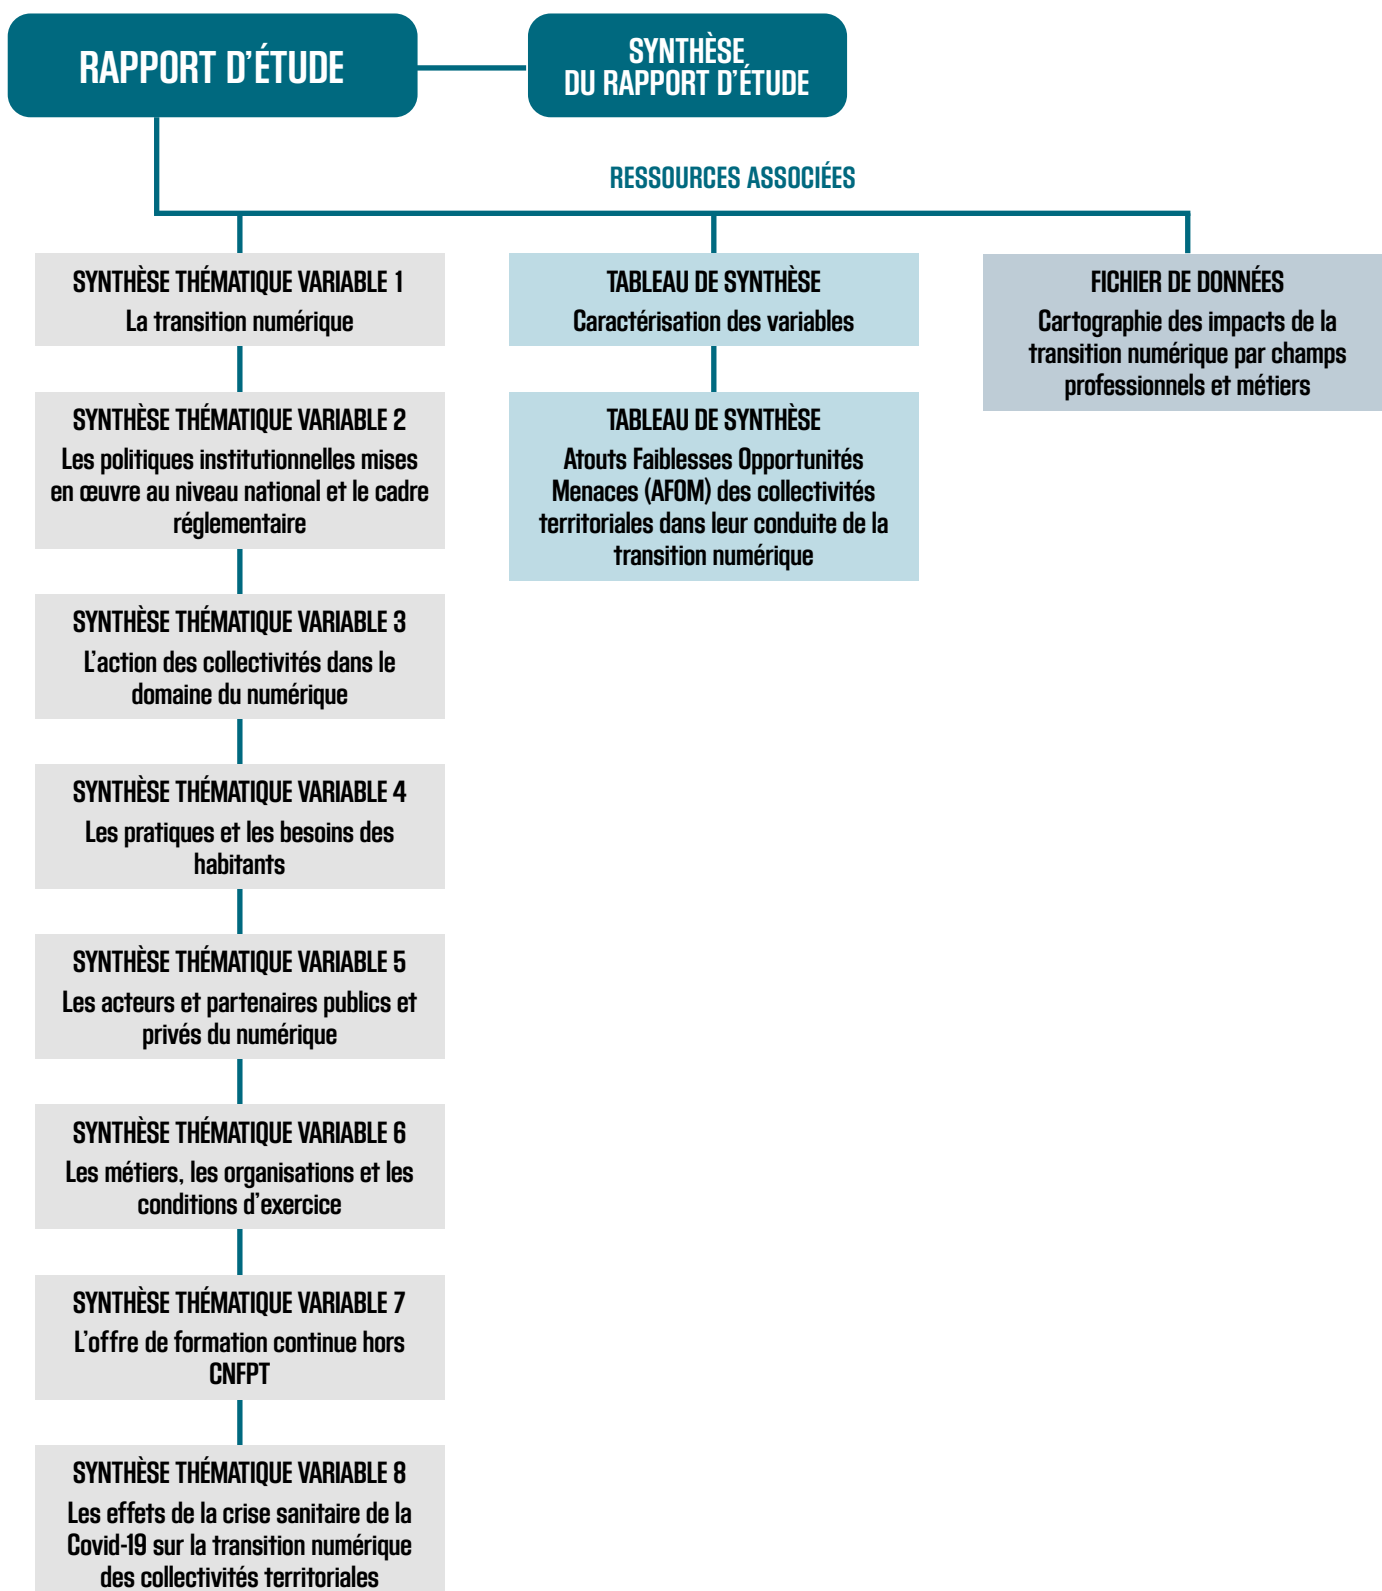 RAPPORT D'ÉTUDE
SYNTHÈSE
DU RAPPORT D'ÉTUDE
RESSOURCES ASSOCIÉES
SYNTHÈSE THÉMATIQUE VARIABLE 1
La transition numérique
SYNTHÈSE THÉMATIQUE VARIABLE 2
Les politiques institutionnelles mises
en œuvre au niveau national et le cadre
réglementaire
SYNTHÈSE THÉMATIQUE VARIABLE 3
L'action des collectivités dans le
domaine du numérique
SYNTHÈSE THÉMATIQUE VARIABLE 4
Les pratiques et les besoins des
habitants
SYNTHÈSE THÉMATIQUE VARIABLE 5
Les acteurs et partenaires publics et
privés du numérique
SYNTHÈSE THÉMATIQUE VARIABLE 6
Les métiers, les organisations et les
conditions d'exercice
SYNTHÈSE THÉMATIQUE VARIABLE 7
L'offre de formation continue hors
CNFPT
SYNTHÈSE THÉMATIQUE VARIABLE 8
Les effets de la crise sanitaire de la
Covid-19 sur la transition numérique
des collectivités territoriales
TABLEAU DE SYNTHÈSE
Caractérisation des variables
TABLEAU DE SYNTHÈSE
Atouts Faiblesses Opportunités
Menaces (AFOM) des collectivités
territoriales dans leur conduite de la
transition numérique
FICHIER DE DONNÉES
Cartographie des impacts de la
transition numérique par champs
professionnels et métiers